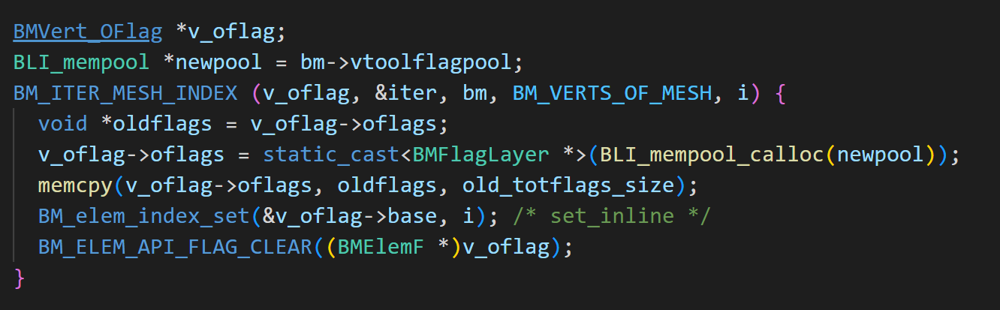 BMVert_OFlag *v_oflag;
BLI_mempool *newpool = bm->vtoolflagpool;
BM_ITER_MESH_INDEX (v_oflag, &iter, bm, BM_VERTS_OF_MESH, i) {
  void *oldflags = v_oflag->oflags;
  v_oflag->oflags = static_cast<BMFlagLayer *>(BLI_mempool_calloc(newpool));
  memcpy(v_oflag->oflags, oldflags, old_totflags_size);
  BM_elem_index_set(&v_oflag->base, i); /* set_inline */
  BM_ELEM_API_FLAG_CLEAR((BMElemF *)v_oflag);
}